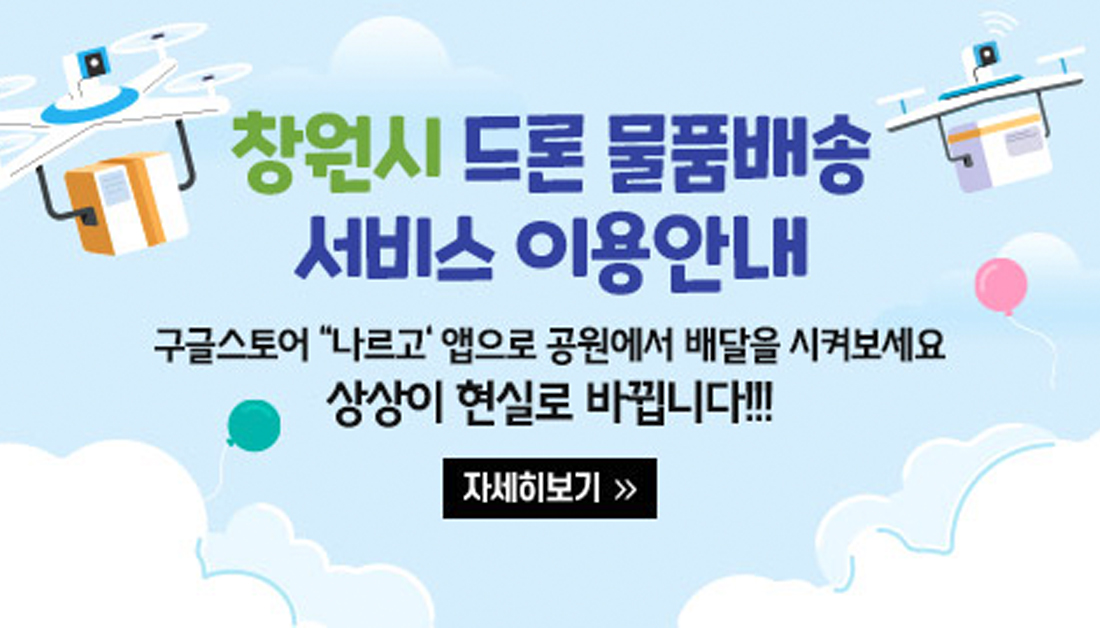 창원시 드론 물품배송
서비스 이용안내
구글스토어 “나르고‘ 앱으로 공원에서 배달을 시켜보세요
상상이 현실로 바뀝니다!!!
자세히보기 >>